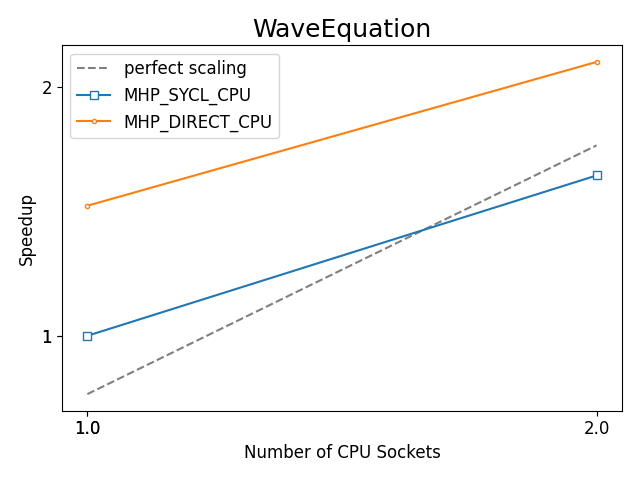 WaveEquation
perfect scaling
MHP_SYCL_CPU
MHP_DIRECT_CPU
Speedup
2
1
1.0
2.0
Number of CPU Sockets